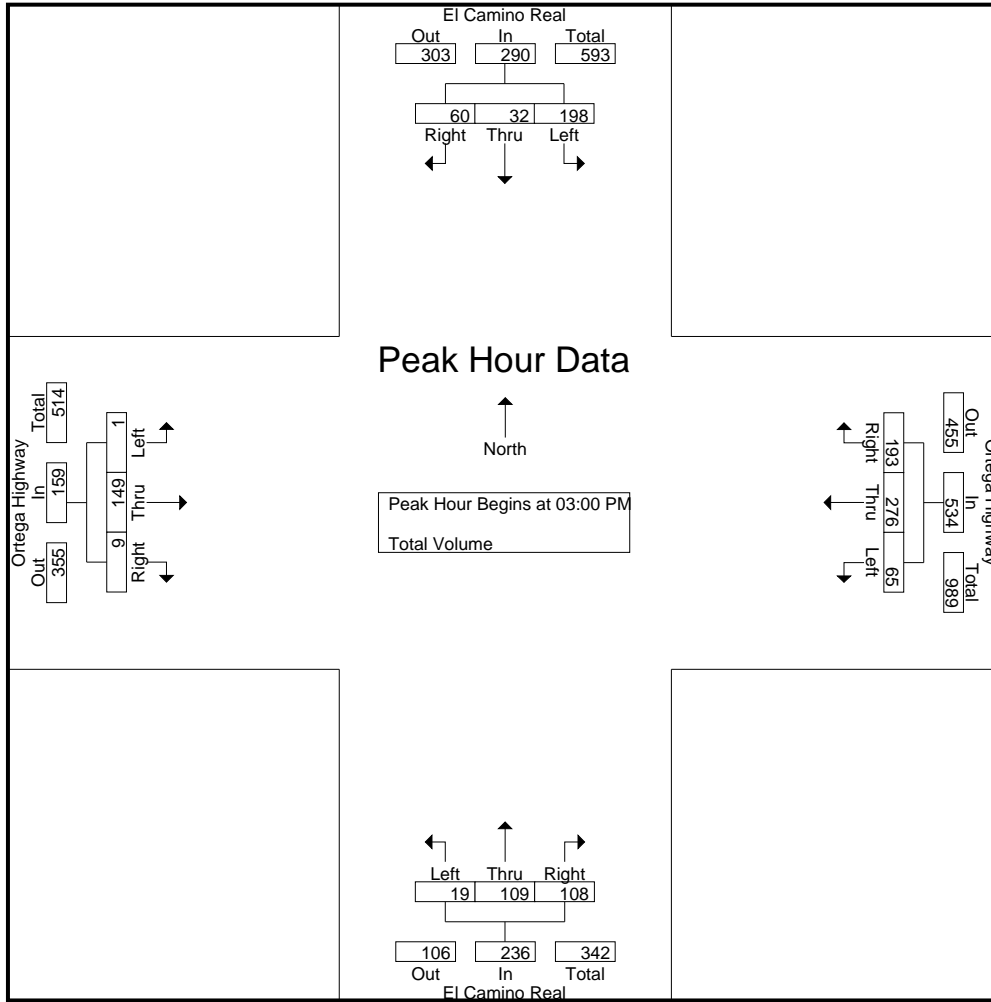 El Camino Real
Out In Total
303 290 593
60 32 198
Right Thru Left
Peak Hour Data
North
Peak Hour Begins at 03:00 PM
Total Volume
Ortega Highway
Total In Out
514 159 355
1 149 9
Left Thru Right
Ortega Highway
Out In Total
455 534 989
193 276 65
Right Thru Left
Left Thru Right
19 109 108
106 236 342
Out In Total
El Camino Real